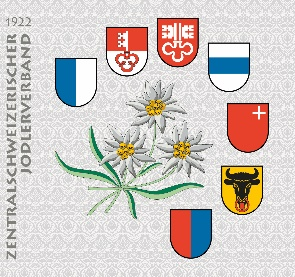 1922
ZENTRALSCHWEIZERISCHER
JODLERVERBAND